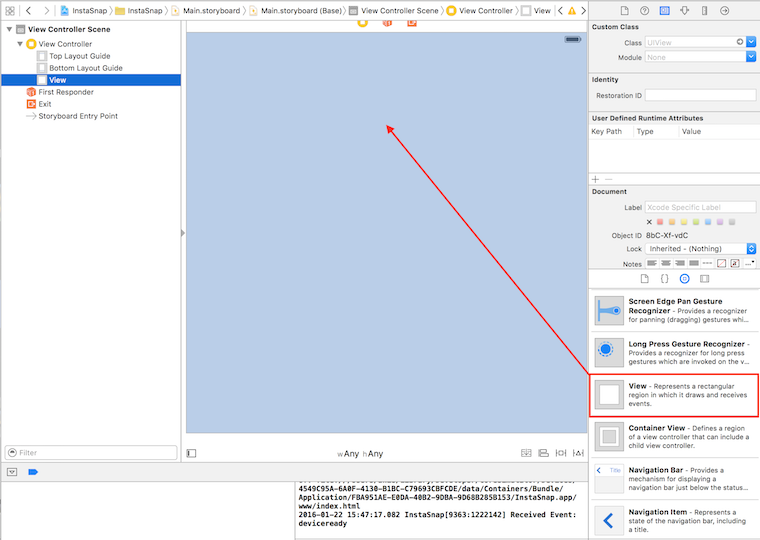 InstaSnap InstaSnap Main.storyboard Main.storyboard (Base) View Controller Scene View Controller View
View Controller Scene
View Controller
Top Layout Guide
Bottom Layout Guide
View
First Responder
Exit
Storyboard Entry Point
Filter
wAny hAny
4549C95A-6A0F-4130-B1BC-C79693CBFCDE/data/Containers/Bundle/
Application/FBA951AE-E0DA-40B2-9DBA-9D68B285B153/InstaSnap.app/
www/index.html
2016-01-22 15:47:17.082 InstaSnap[9363:1222142] Received Event:
deviceready
Custom Class
Class UIView
Module None
Identity
Restoration ID
User Defined Runtime Attributes
Key Path Type Value
Document
Label Xcode Specific Label
Object ID 8bC-Xf-vdC
Lock Inherited - (Nothing)
Notes
Screen Edge Pan Gesture
Recognizer - Provides a recognizer
for panning (dragging) gestures whi...
Long Press Gesture Recognizer -
Provides a recognizer for long press
gestures which are invoked on the v...
View - Represents a rectangular
region in which it draws and receives
events.
Container View - Defines a region
of a view controller that can include a
child view controller.
Title
Navigation Bar - Provides a
mechanism for displaying a
navigation bar just below the status...
Navigation Item - Represents a
state of the navigation bar, including
a title.